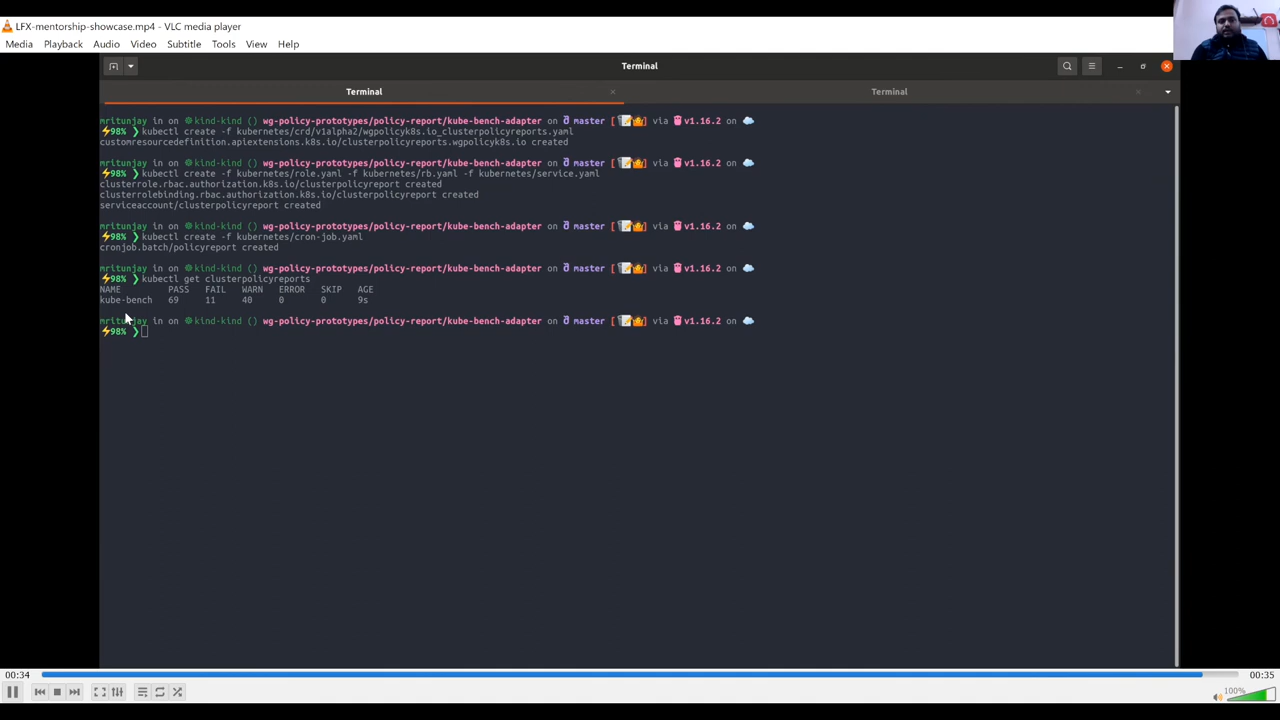 LFX-mentorship-showcase.mp4 - VLC media player
Media Playback Audio Video Subtitle Tools View Help
Terminal
Terminal Terminal
mritunjay in on kind-kind () wg-policy-prototypes/policy-report/kube-bench-adapter on master [ ] via v1.16.2 on
98% ❯ kubectl create -f kubernetes/crd/v1alpha2/wgpolicyk8s.io_clusterpolicyreports.yaml
customresourcedefinition.apiextensions.k8s.io/clusterpolicyreports.wgpolicyk8s.io created
mritunjay in on kind-kind () wg-policy-prototypes/policy-report/kube-bench-adapter on master [ ] via v1.16.2 on
98% ❯ kubectl create -f kubernetes/role.yaml -f kubernetes/rb.yaml -f kubernetes/service.yaml
clusterrole.rbac.authorization.k8s.io/clusterpolicyreport created
clusterrolebinding.rbac.authorization.k8s.io/clusterpolicyreport created
serviceaccount/clusterpolicyreport created
mritunjay in on kind-kind () wg-policy-prototypes/policy-report/kube-bench-adapter on master [ ] via v1.16.2 on
98% ❯ kubectl create -f kubernetes/cron-job.yaml
cronjob.batch/policyreport created
mritunjay in on kind-kind () wg-policy-prototypes/policy-report/kube-bench-adapter on master [ ] via v1.16.2 on
98% ❯ kubectl get clusterpolicyreports
NAME PASS FAIL WARN ERROR SKIP AGE
kube-bench 69 11 40 0 0 9s
mritunjay in on kind-kind () wg-policy-prototypes/policy-report/kube-bench-adapter on master [ ] via v1.16.2 on
98% ❯
00:34 00:35
100%